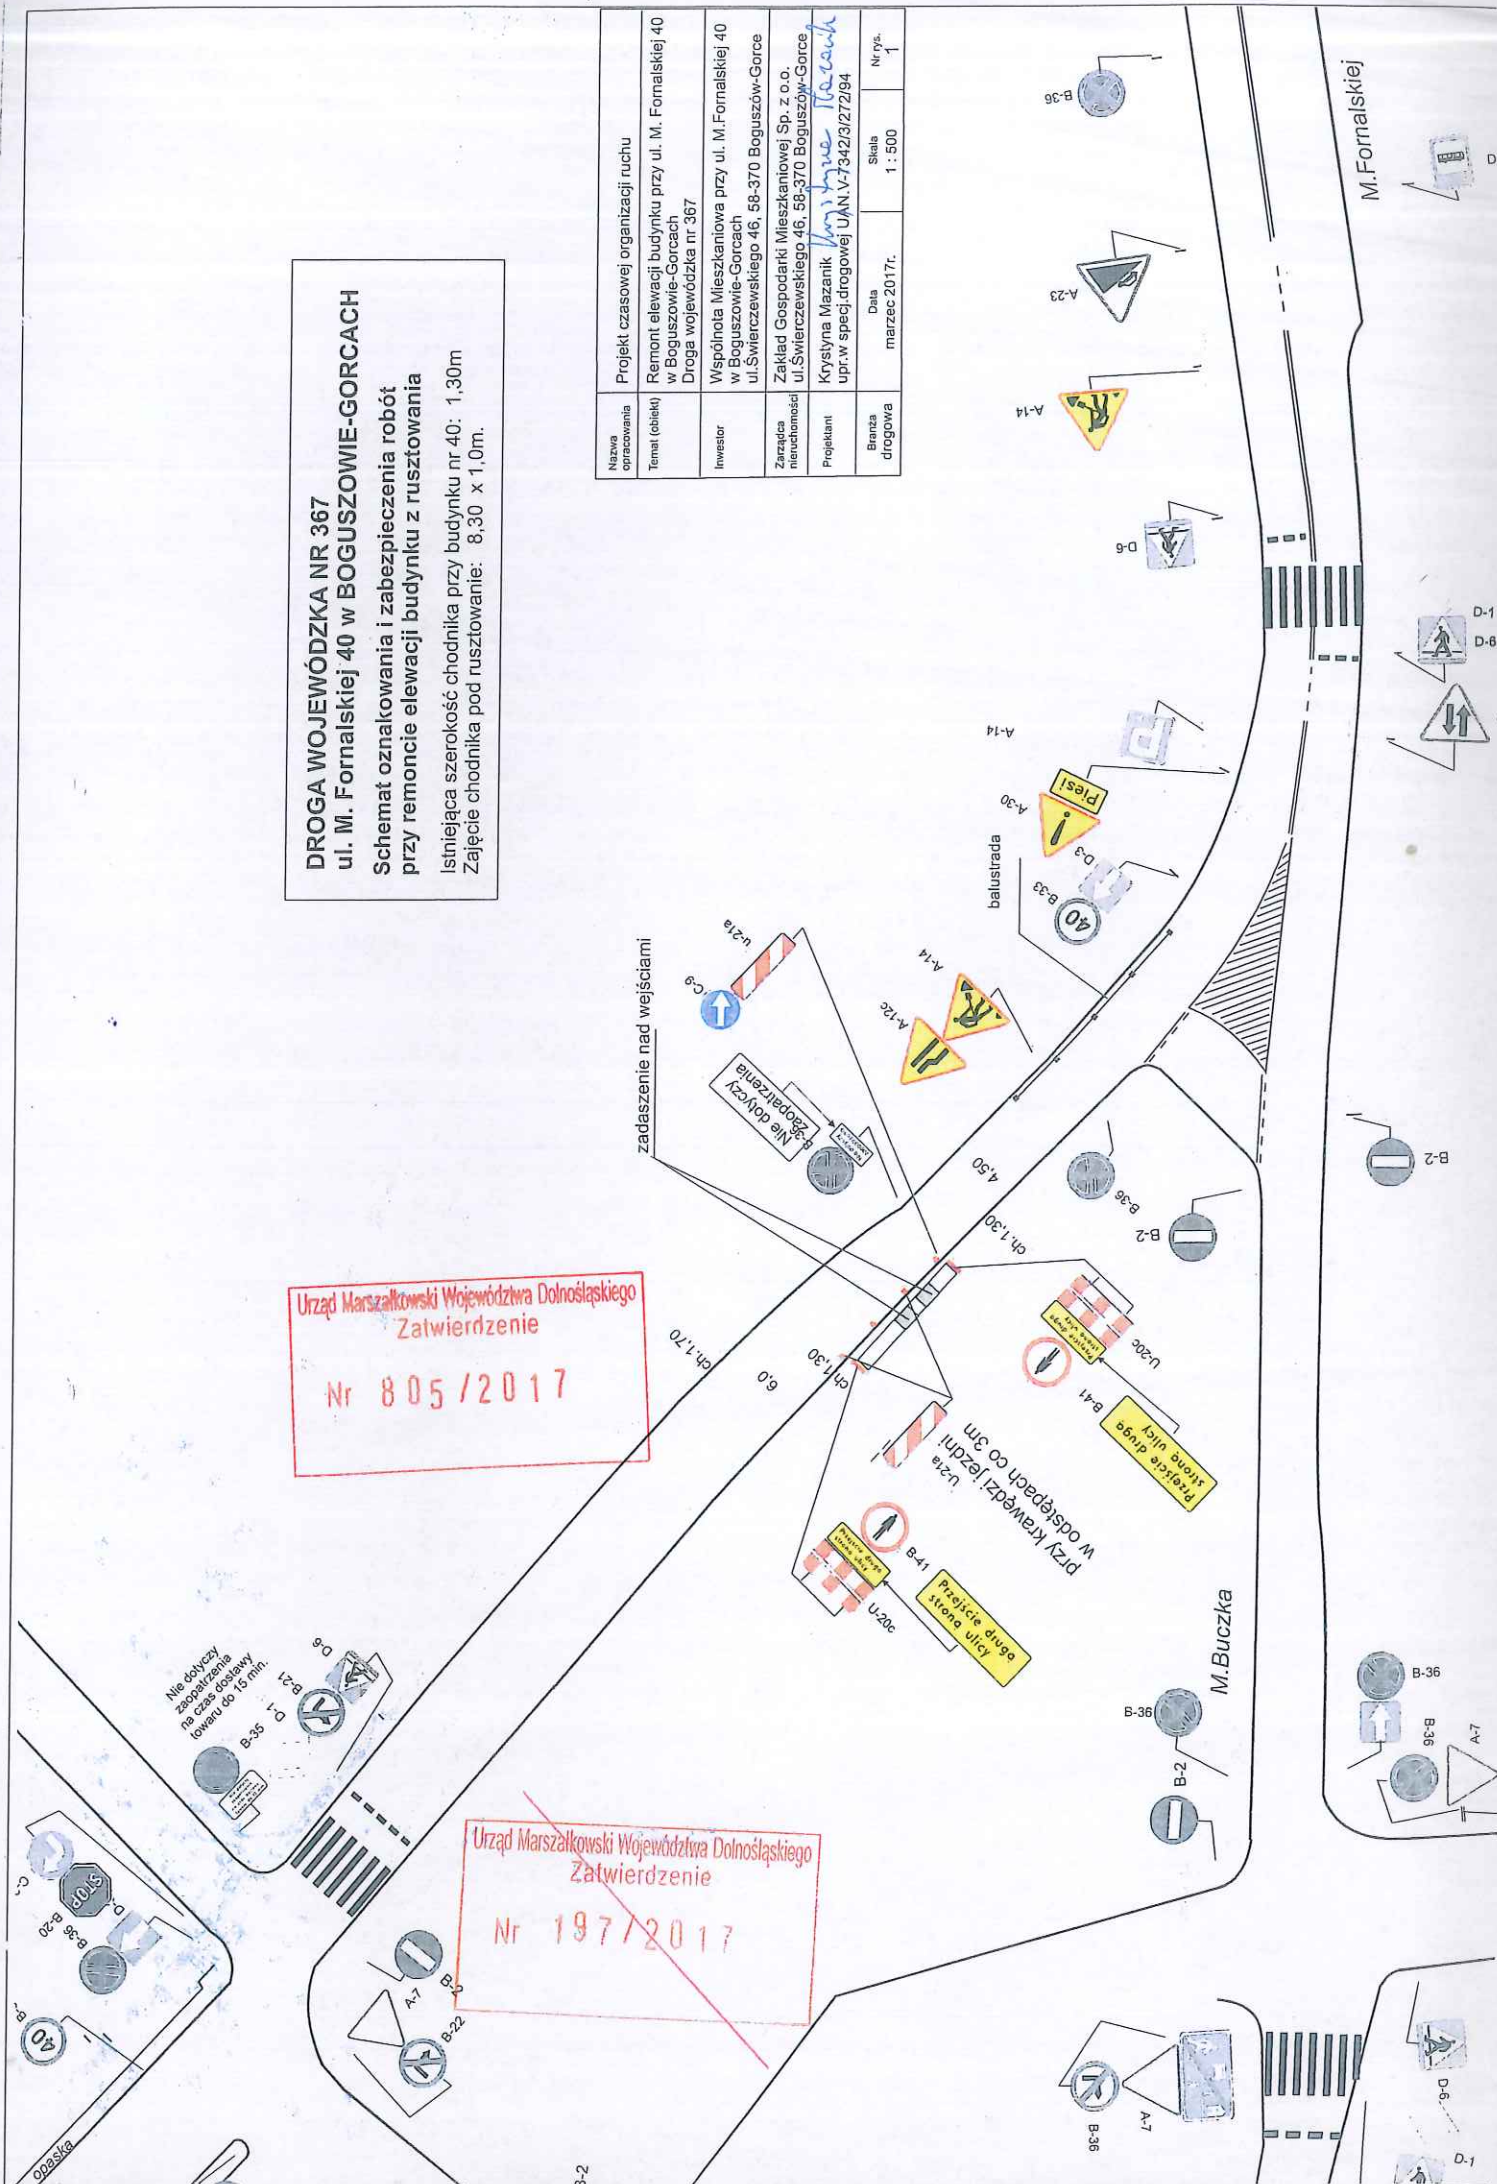 DROGA WOJEWÓDZKA NR 367
ul. M. Fornalskiej 40 w BOGUSZOWIE-GORCACH
Schemat oznakowania i zabezpieczenia robót
przy remoncie elewacji budynku z rusztowania
Istniejąca szerokość chodnika przy budynku nr 40: 1,30m
Zajęcie chodnika pod rusztowanie: 8,30 x 1,0m.
Nazwa opracowania
Projekt czasowej organizacji ruchu
Temat (obiekt)
Remont elewacji budynku przy ul. M. Fornalskiej 40
w Boguszowie-Gorcach
Droga wojewódzka nr 367
Inwestor
Wspólnota Mieszkaniowa przy ul. M.Fornalskiej 40
w Boguszowie-Gorcach
ul.Świerczewskiego 46, 58-370 Boguszów-Gorce
Zarządca nieruchomości
Zakład Gospodarki Mieszkaniowej Sp. z o.o.
ul.Świerczewskiego 46, 58-370 Boguszów-Gorce
Projektant
Krystyna Mazanik
upr.w specj.drogowej UAN.V-7342/3/272/94
Branża
drogowa
Data
marzec 2017r.
Skala
1 : 500
Nr rys.
1
Urząd Marszałkowski Województwa Dolnośląskiego
Zatwierdzenie
Nr 805/2017
Urząd Marszałkowski Województwa Dolnośląskiego
Zatwierdzenie
Nr 197/2017
zadaszenie nad wejściami
balustrada
C-9
u-21a
Nie dotyczy
zaopatrzenia
B-36
A-12c
A-14
B-33
40
D-3
A-30
Piesi
A-14
P
D-6
A-14
A-23
B-36
M.Fornalskiej
D
D-1
D-6
B-2
4,50
ch.1,30
B-36
B-2
ch.1,70
6,0
ch.1,30
U-20c
B-41
Przejście drugą
stroną ulicy
U-21a
przy krawędzi jezdni
w odstępach co 3m
Przejście drugą
stroną ulicy
B-41
U-20c
Przejście drugą
stroną ulicy
Przejście drugą
stroną ulicy
M.Buczka
B-36
B-2
B-36
B-36
A-7
Nie dotyczy
zaopatrzenia
na czas dostawy
towaru do 15 min.
B-35
D-1
B-21
D-6
STOP
B-20
B-36
40
B-2
A-7
B-22
opaska
B-36
A-7
D-6
D-1